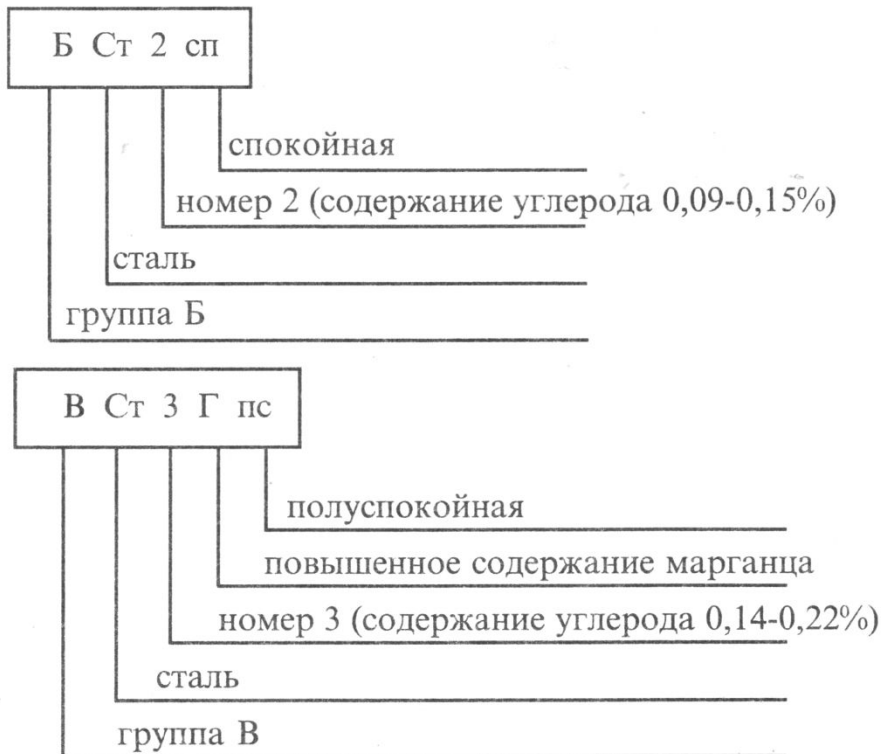 Б Ст 2 сп
спокойная
номер 2 (содержание углерода 0,09-0,15%)
сталь
группа Б
В Ст 3 Г пс
полуспокойная
повышенное содержание марганца
номер 3 (содержание углерода 0,14-0,22%)
сталь
группа В